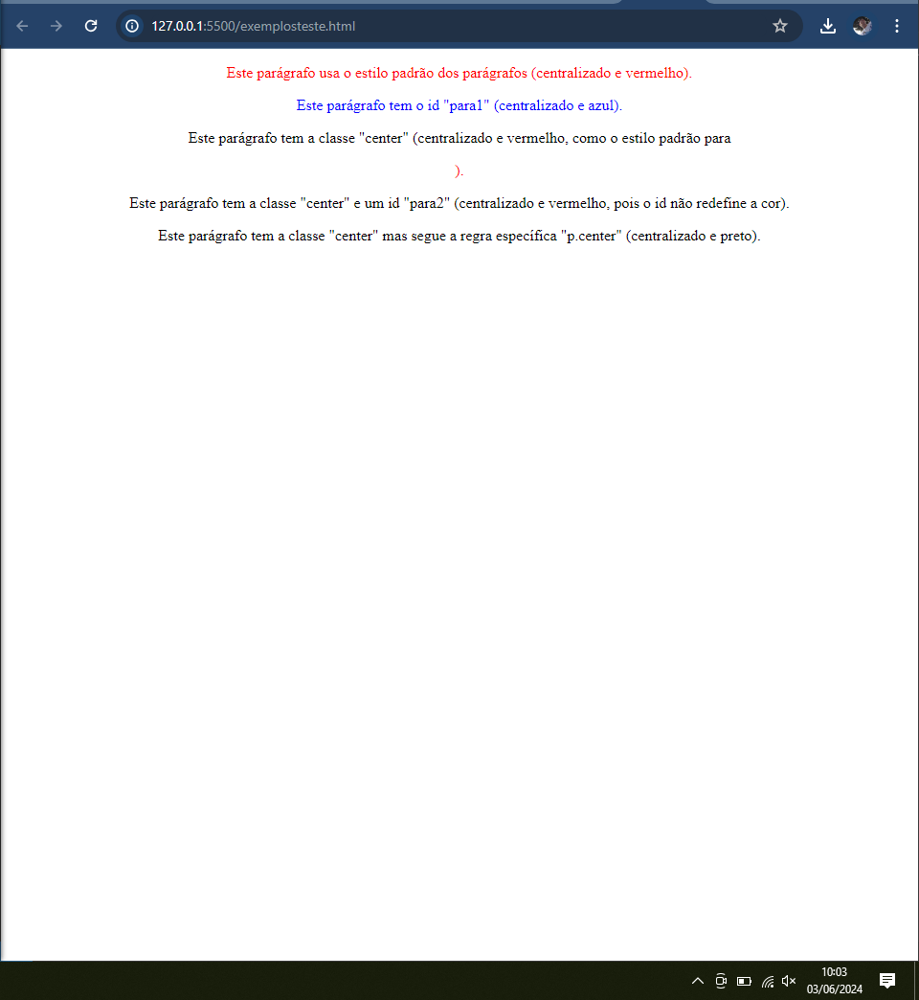 127.0.0.1:5500/exemplosteste.html
Este parágrafo usa o estilo padrão dos parágrafos (centralizado e vermelho).
Este parágrafo tem o id "para1" (centralizado e azul).
Este parágrafo tem a classe "center" (centralizado e vermelho, como o estilo padrão para
).
Este parágrafo tem a classe "center" e um id "para2" (centralizado e vermelho, pois o id não redefine a cor).
Este parágrafo tem a classe "center" mas segue a regra específica "p.center" (centralizado e preto).
10:03
03/06/2024